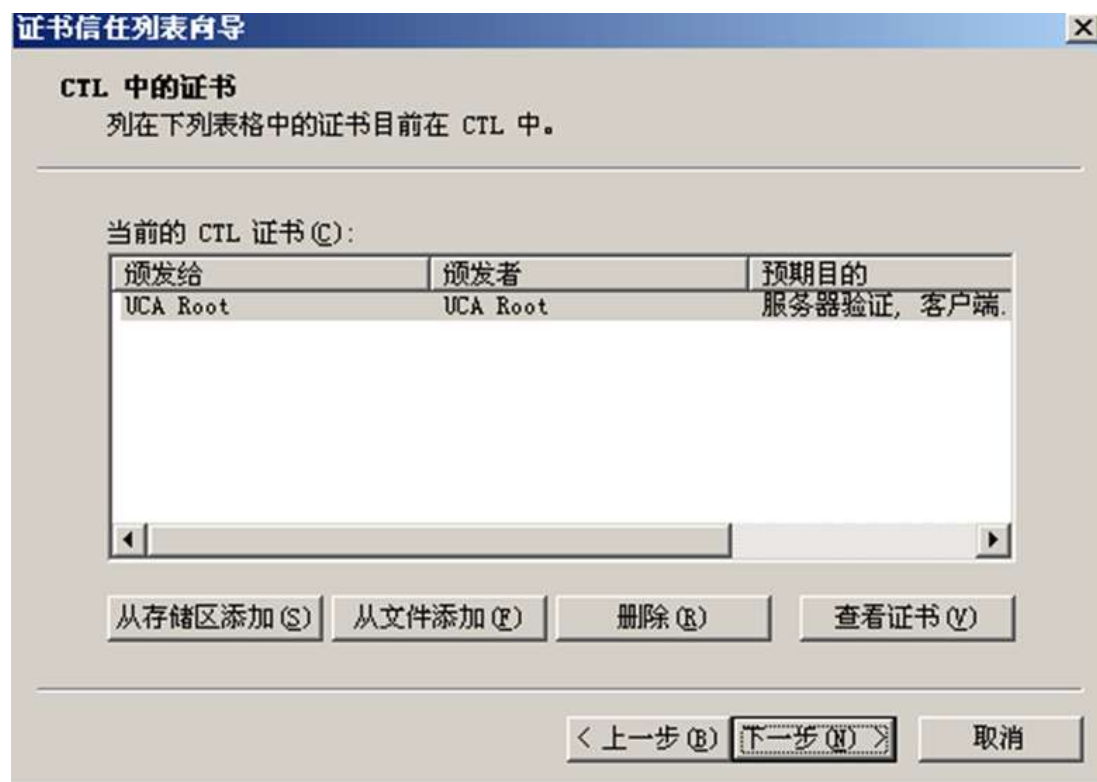 证书信任列表向导
CTL 中的证书
列在下列表格中的证书目前在 CTL 中。
当前的 CTL 证书(C):
颁发给 颁发者 预期目的
UCA Root UCA Root 服务器验证, 客户端.
从存储区添加(S) 从文件添加(F) 删除(R) 查看证书(V)
< 上一步(B) 下一步(N) > 取消